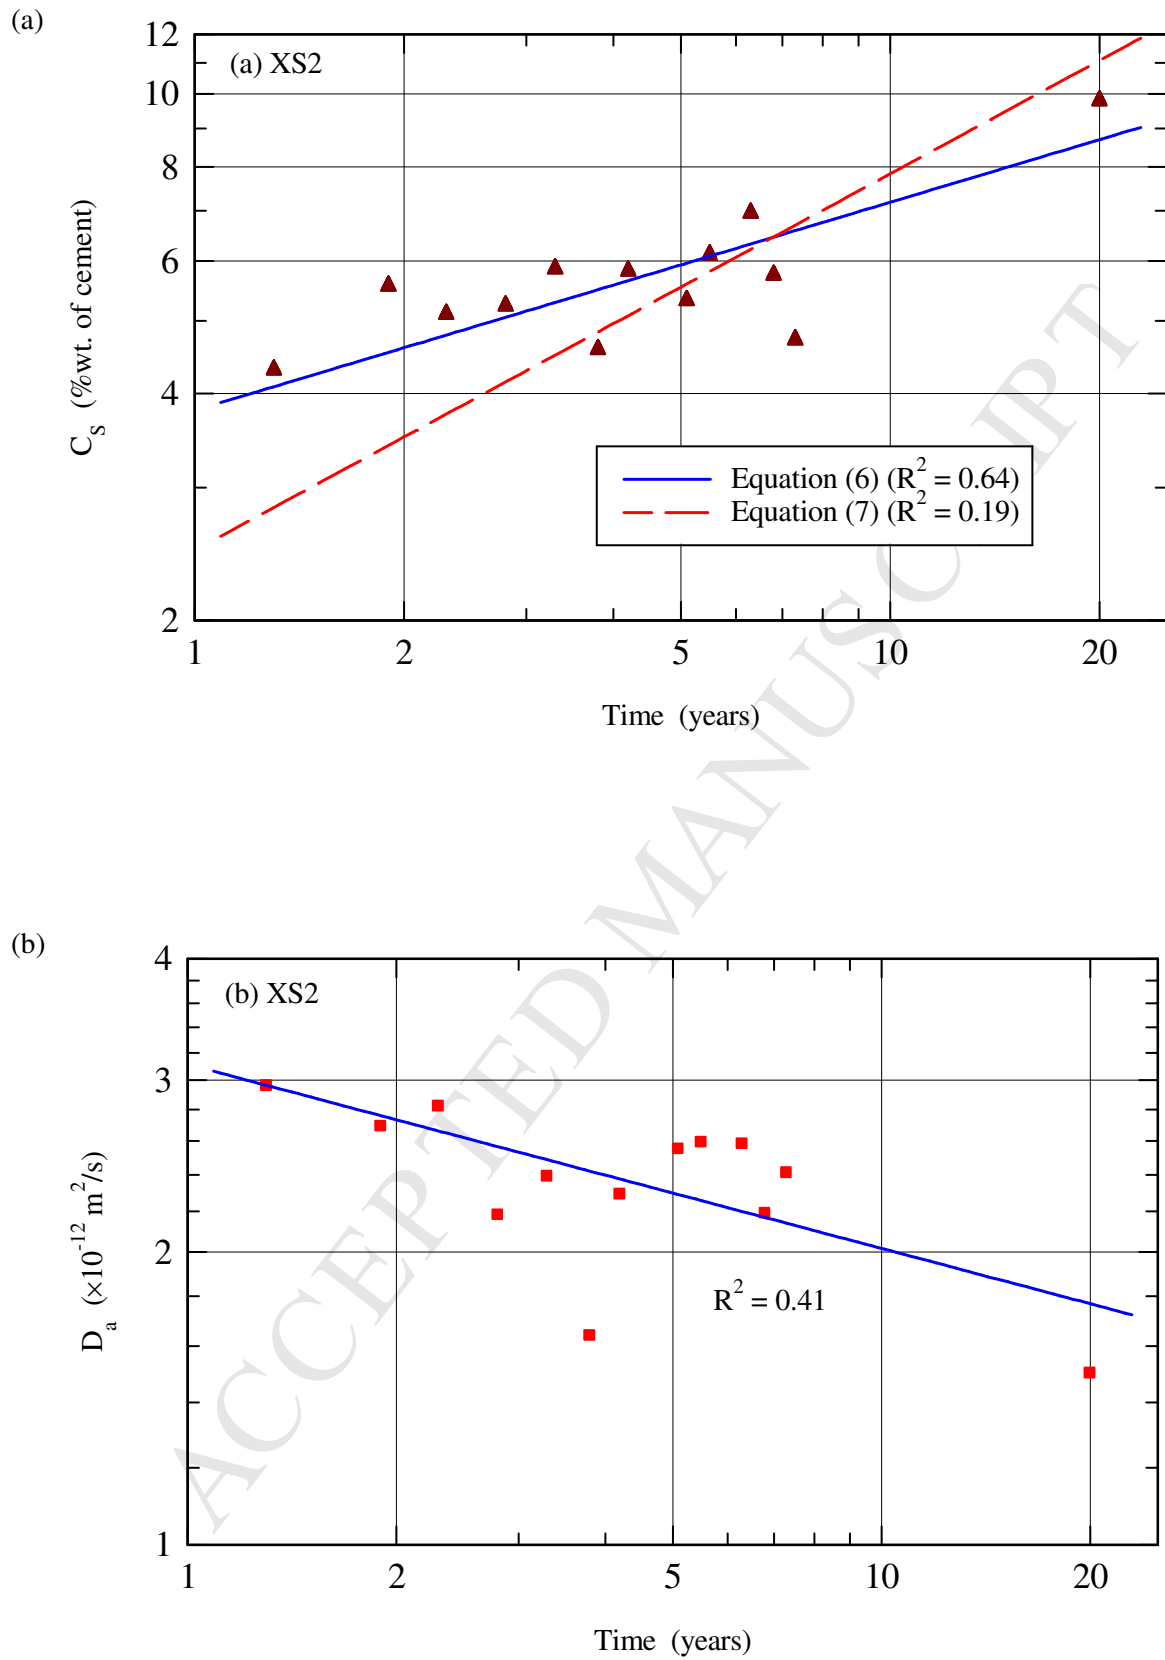 (a)
12
(a) XS2
10
8
6
4
2
C_S (%wt. of cement)
Equation (6) (R^2 = 0.64)
Equation (7) (R^2 = 0.19)
1 2 5 10 20
Time (years)
ACCEPTED MANUSCRIPT
(b)
4
(b) XS2
3
2
1
D_a (×10^-12 m^2/s)
R^2 = 0.41
1 2 5 10 20
Time (years)